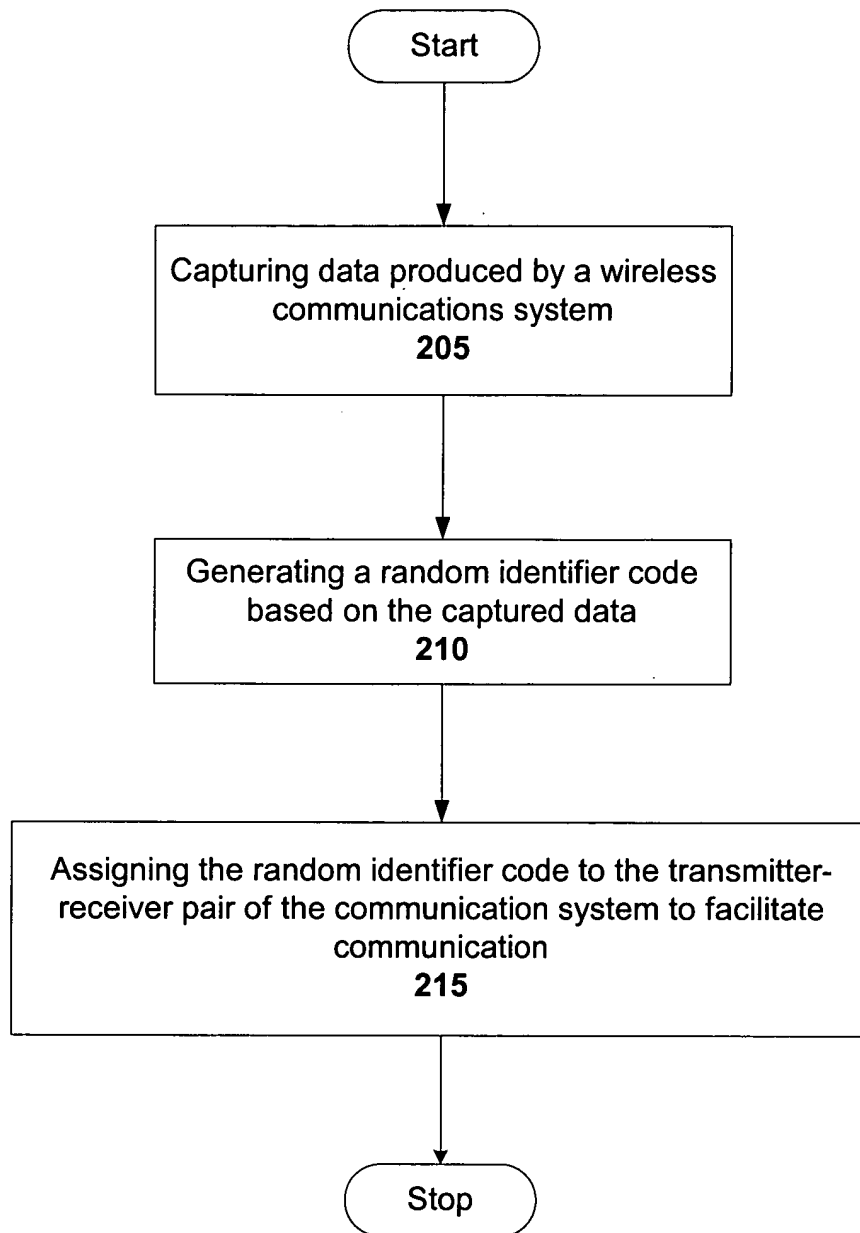 Start
Capturing data produced by a wireless
communications system
205
Generating a random identifier code
based on the captured data
210
Assigning the random identifier code to the transmitter-
receiver pair of the communication system to facilitate
communication
215
Stop